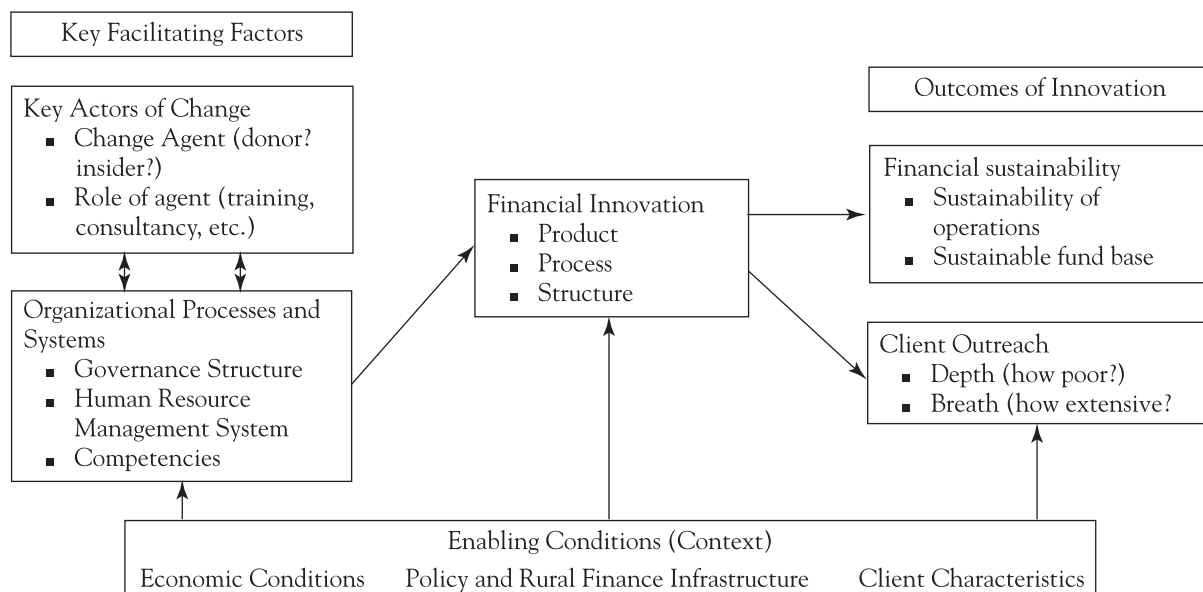 Key Facilitating Factors
Key Actors of Change
▪ Change Agent (donor?
insider?)
▪ Role of agent (training,
consultancy, etc.)
Organizational Processes and
Systems
▪ Governance Structure
▪ Human Resource
Management System
▪ Competencies
Financial Innovation
▪ Product
▪ Process
▪ Structure
Outcomes of Innovation
Financial sustainability
▪ Sustainability of
operations
▪ Sustainable fund base
Client Outreach
▪ Depth (how poor?)
▪ Breath (how extensive?
Enabling Conditions (Context)
Economic Conditions Policy and Rural Finance Infrastructure Client Characteristics